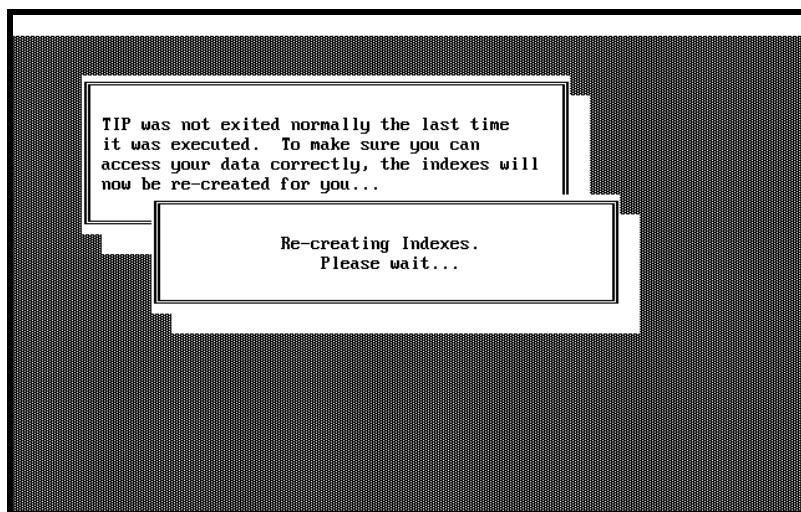 TIP was not exited normally the last time
it was executed.  To make sure you can
access your data correctly, the indexes will
now be re-created for you...
Re-creating Indexes.
Please wait...